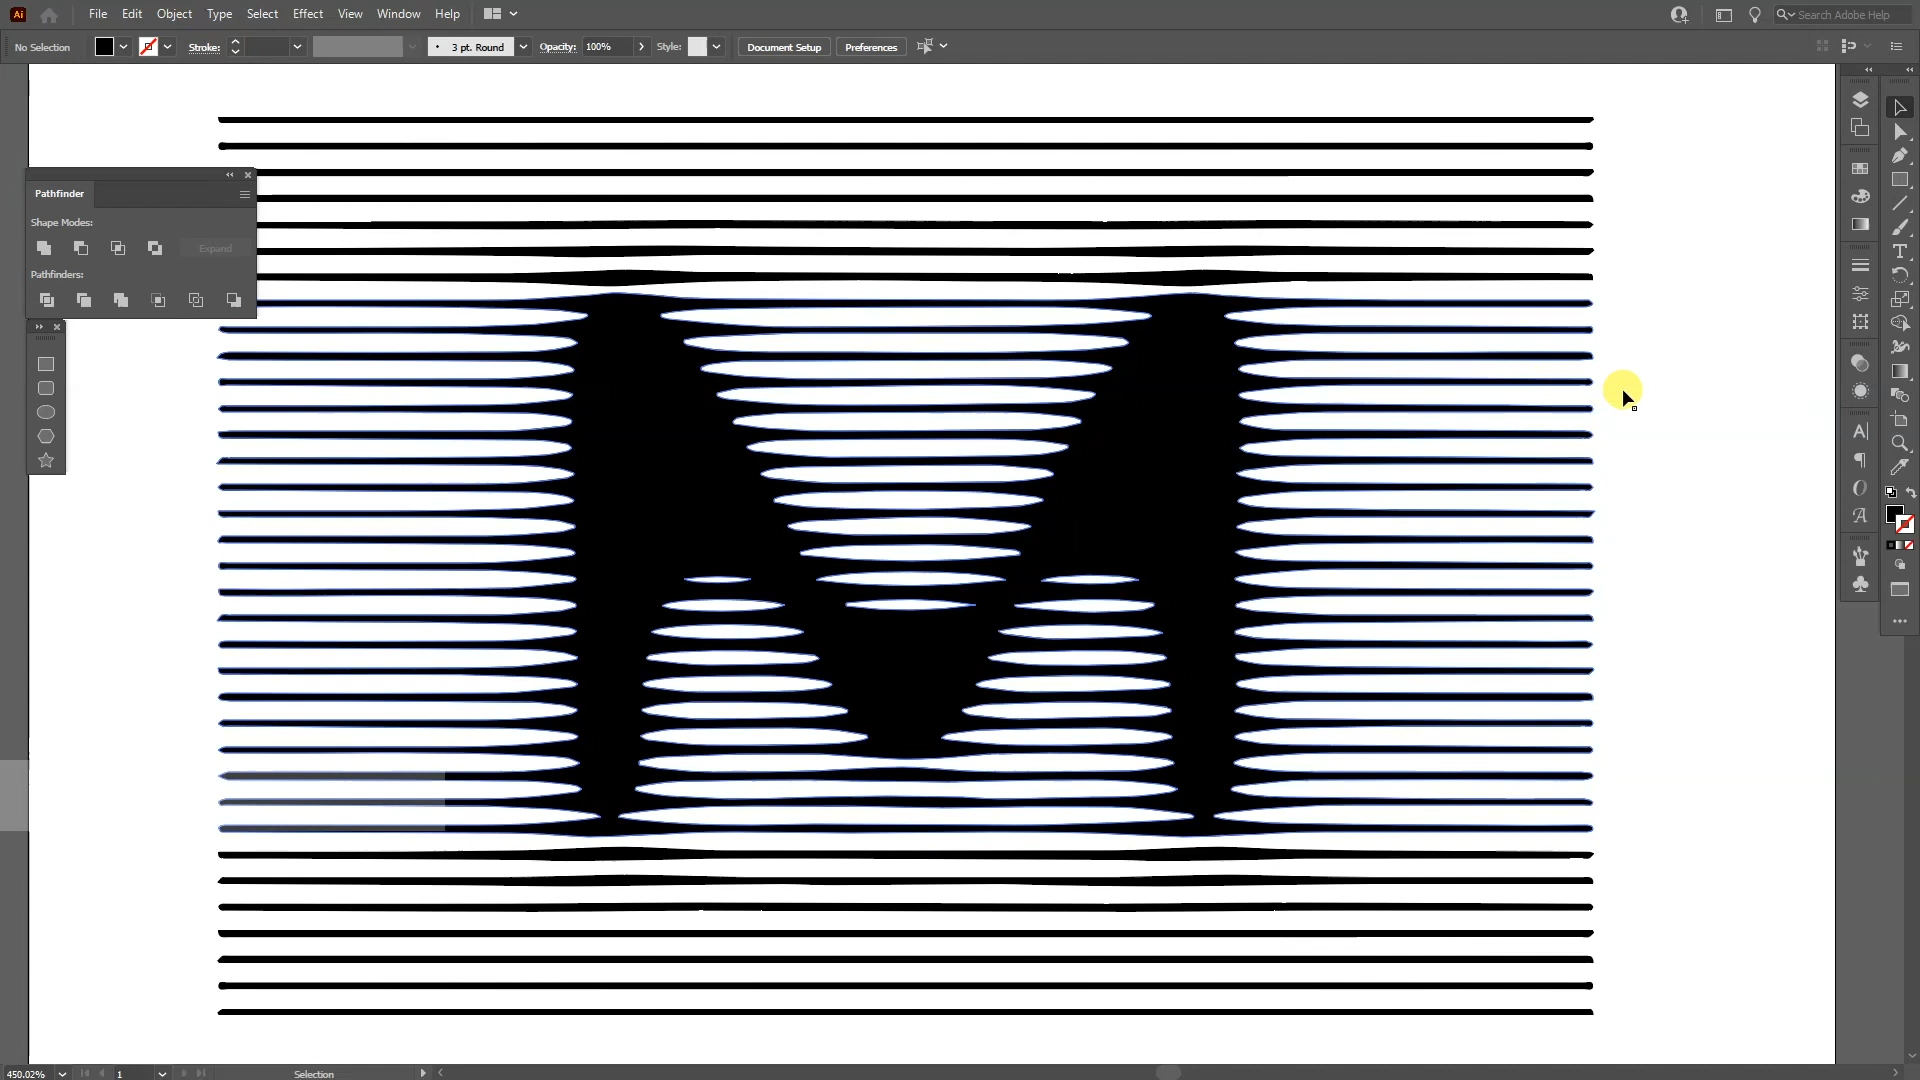 Ai File Edit Object Type Select Effect View Window Help Search Adobe Help
No Selection Stroke: 3 pt. Round Opacity: 100% Style: Document Setup Preferences
Pathfinder
Shape Modes:
Expand
Pathfinders:
M
450.02% 1 Selection